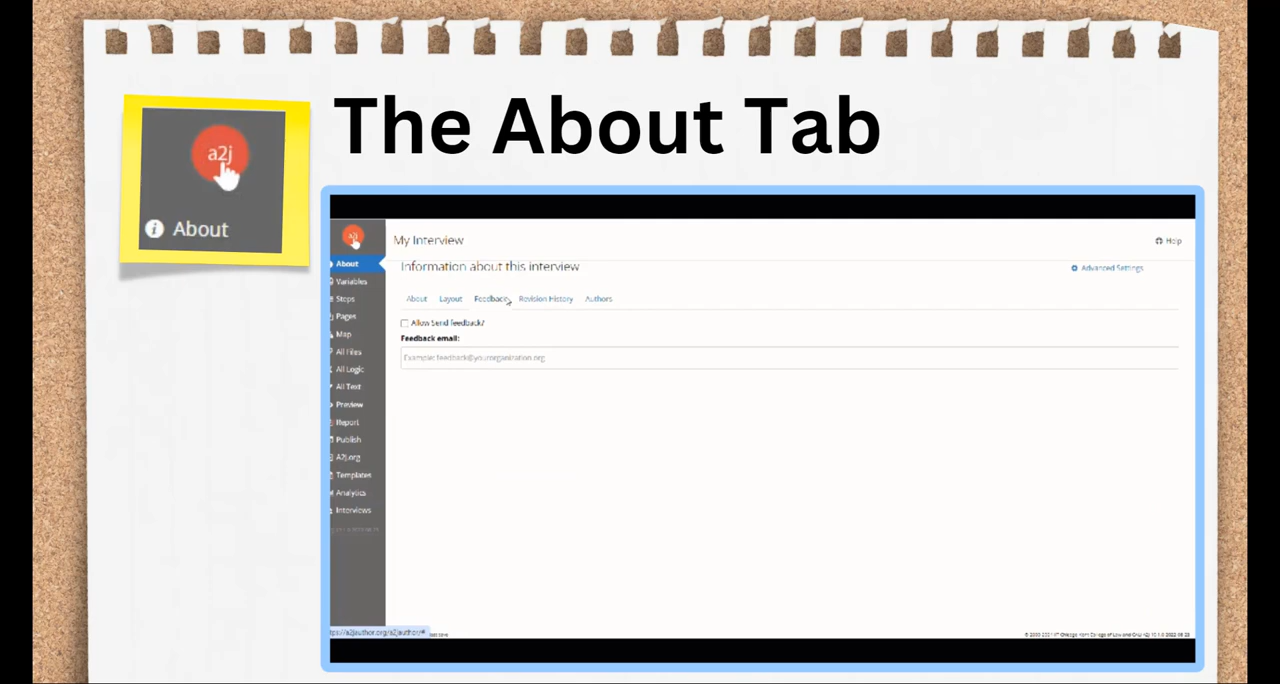 The About Tab
a2j
About
My Interview
Help
Information about this interview
Advanced Settings
About Layout Feedback Revision History Authors
Allow Send feedback?
Feedback email:
Example: feedback@yourorganization.org
About
Variables
Steps
Pages
Map
All Files
All Logic
All Text
Preview
Report
Publish
A2J.org
Templates
Analytics
Interviews